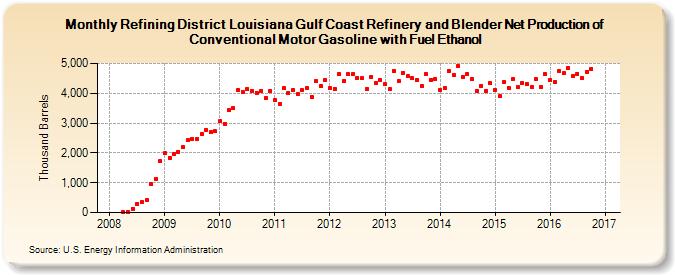 Monthly Refining District Louisiana Gulf Coast Refinery and Blender Net Production of
Conventional Motor Gasoline with Fuel Ethanol
Thousand Barrels
5,000
4,000
3,000
2,000
1,000
0
2008 2009 2010 2011 2012 2013 2014 2015 2016 2017
Source: U.S. Energy Information Administration